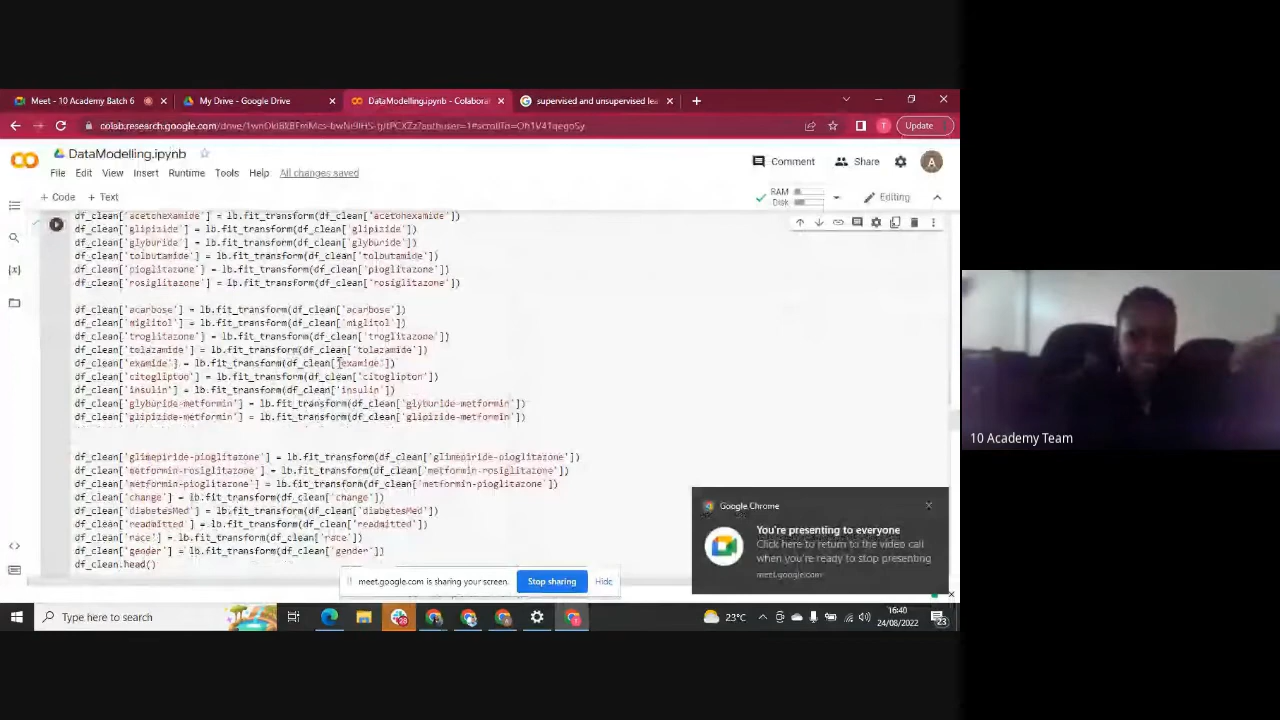 Meet - 10 Academy Batch 6
My Drive - Google Drive
DataModelling.ipynb - Colabora
supervised and unsupervised lea
Update
DataModelling.ipynb
Comment
Share
A
File Edit View Insert Runtime Tools Help All changes saved
+ Code + Text
RAM
Disk
Editing
df_clean['acetohexamide'] = lb.fit_transform(df_clean['acetohexamide'])
df_clean['glipizide'] = lb.fit_transform(df_clean['glipizide'])
df_clean['glyburide'] = lb.fit_transform(df_clean['glyburide'])
df_clean['tolbutamide'] = lb.fit_transform(df_clean['tolbutamide'])
df_clean['pioglitazone'] = lb.fit_transform(df_clean['pioglitazone'])
df_clean['rosiglitazone'] = lb.fit_transform(df_clean['rosiglitazone'])
df_clean['acarbose'] = lb.fit_transform(df_clean['acarbose'])
df_clean['miglitol'] = lb.fit_transform(df_clean['miglitol'])
df_clean['troglitazone'] = lb.fit_transform(df_clean['troglitazone'])
df_clean['tolazamide'] = lb.fit_transform(df_clean['tolazamide'])
df_clean['examide'] = lb.fit_transform(df_clean['examide'])
df_clean['citoglipton'] = lb.fit_transform(df_clean['citoglipton'])
df_clean['insulin'] = lb.fit_transform(df_clean['insulin'])
df_clean['glyburide-metformin'] = lb.fit_transform(df_clean['glyburide-metformin'])
df_clean['glipizide-metformin'] = lb.fit_transform(df_clean['glipizide-metformin'])
df_clean['glimepiride-pioglitazone'] = lb.fit_transform(df_clean['glimepiride-pioglitazone'])
df_clean['metformin-rosiglitazone'] = lb.fit_transform(df_clean['metformin-rosiglitazone'])
df_clean['metformin-pioglitazone'] = lb.fit_transform(df_clean['metformin-pioglitazone'])
df_clean['change'] = lb.fit_transform(df_clean['change'])
df_clean['diabetesMed'] = lb.fit_transform(df_clean['diabetesMed'])
df_clean['readmitted'] = lb.fit_transform(df_clean['readmitted'])
df_clean['race'] = lb.fit_transform(df_clean['race'])
df_clean['gender'] = lb.fit_transform(df_clean['gender'])
df_clean.head()
Google Chrome
You're presenting to everyone
Click here to return to the video call
when you're ready to stop presenting
meet.google.com
meet.google.com is sharing your screen.
Stop sharing
Hide
Type here to search
23°C
16:40
24/08/2022
23
10 Academy Team